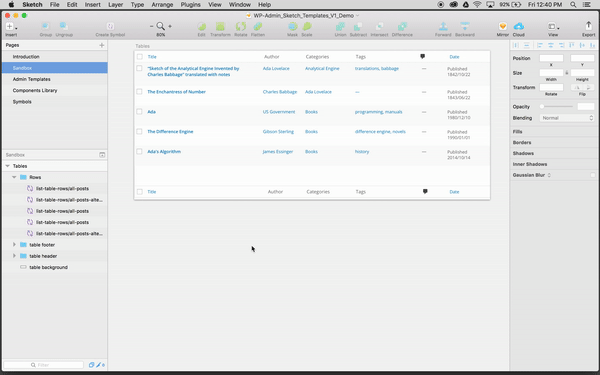 Sketch File Edit Insert Layer Type Arrange Plugins View Window Help
92% Fri 12:40 PM
WP-Admin_Sketch_Templates_V1_Demo
80%
Insert Group Ungroup Create Symbol Edit Transform Rotate Flatten Mask Scale Union Subtract Intersect Difference Forward Backward Mirror Cloud View Export
Pages
Introduction
Sandbox
Admin Templates
Components Library
Symbols
Sandbox
Tables
Rows
list-table-rows/all-posts
list-table-rows/all-posts-alte...
list-table-rows/all-posts
list-table-rows/all-posts
list-table-rows/all-posts-alte...
table footer
table header
table background
Filter
6
Tables
Title Author Categories Tags Date
"Sketch of the Analytical Engine Invented by Charles Babbage" translated with notes
Ada Lovelace
Analytical Engine
translations, babbage
—
Published
1842/10/22
The Enchantress of Number
Charles Babbage
Ada Lovelace
—
—
Published
1843/06/22
Ada
US Government
Books
programming, manuals
—
Published
1980/12/10
The Difference Engine
Gibson Sterling
Books
difference engine, novels
—
Published
1990/01/01
Ada's Algorithm
James Essinger
Books
history
—
Published
2014/10/14
Title Author Categories Tags Date
Position
X Y
Size
Width Height
Transform
Rotate Flip
Opacity
Blending Normal
Fills
Borders
Shadows
Inner Shadows
Gaussian Blur